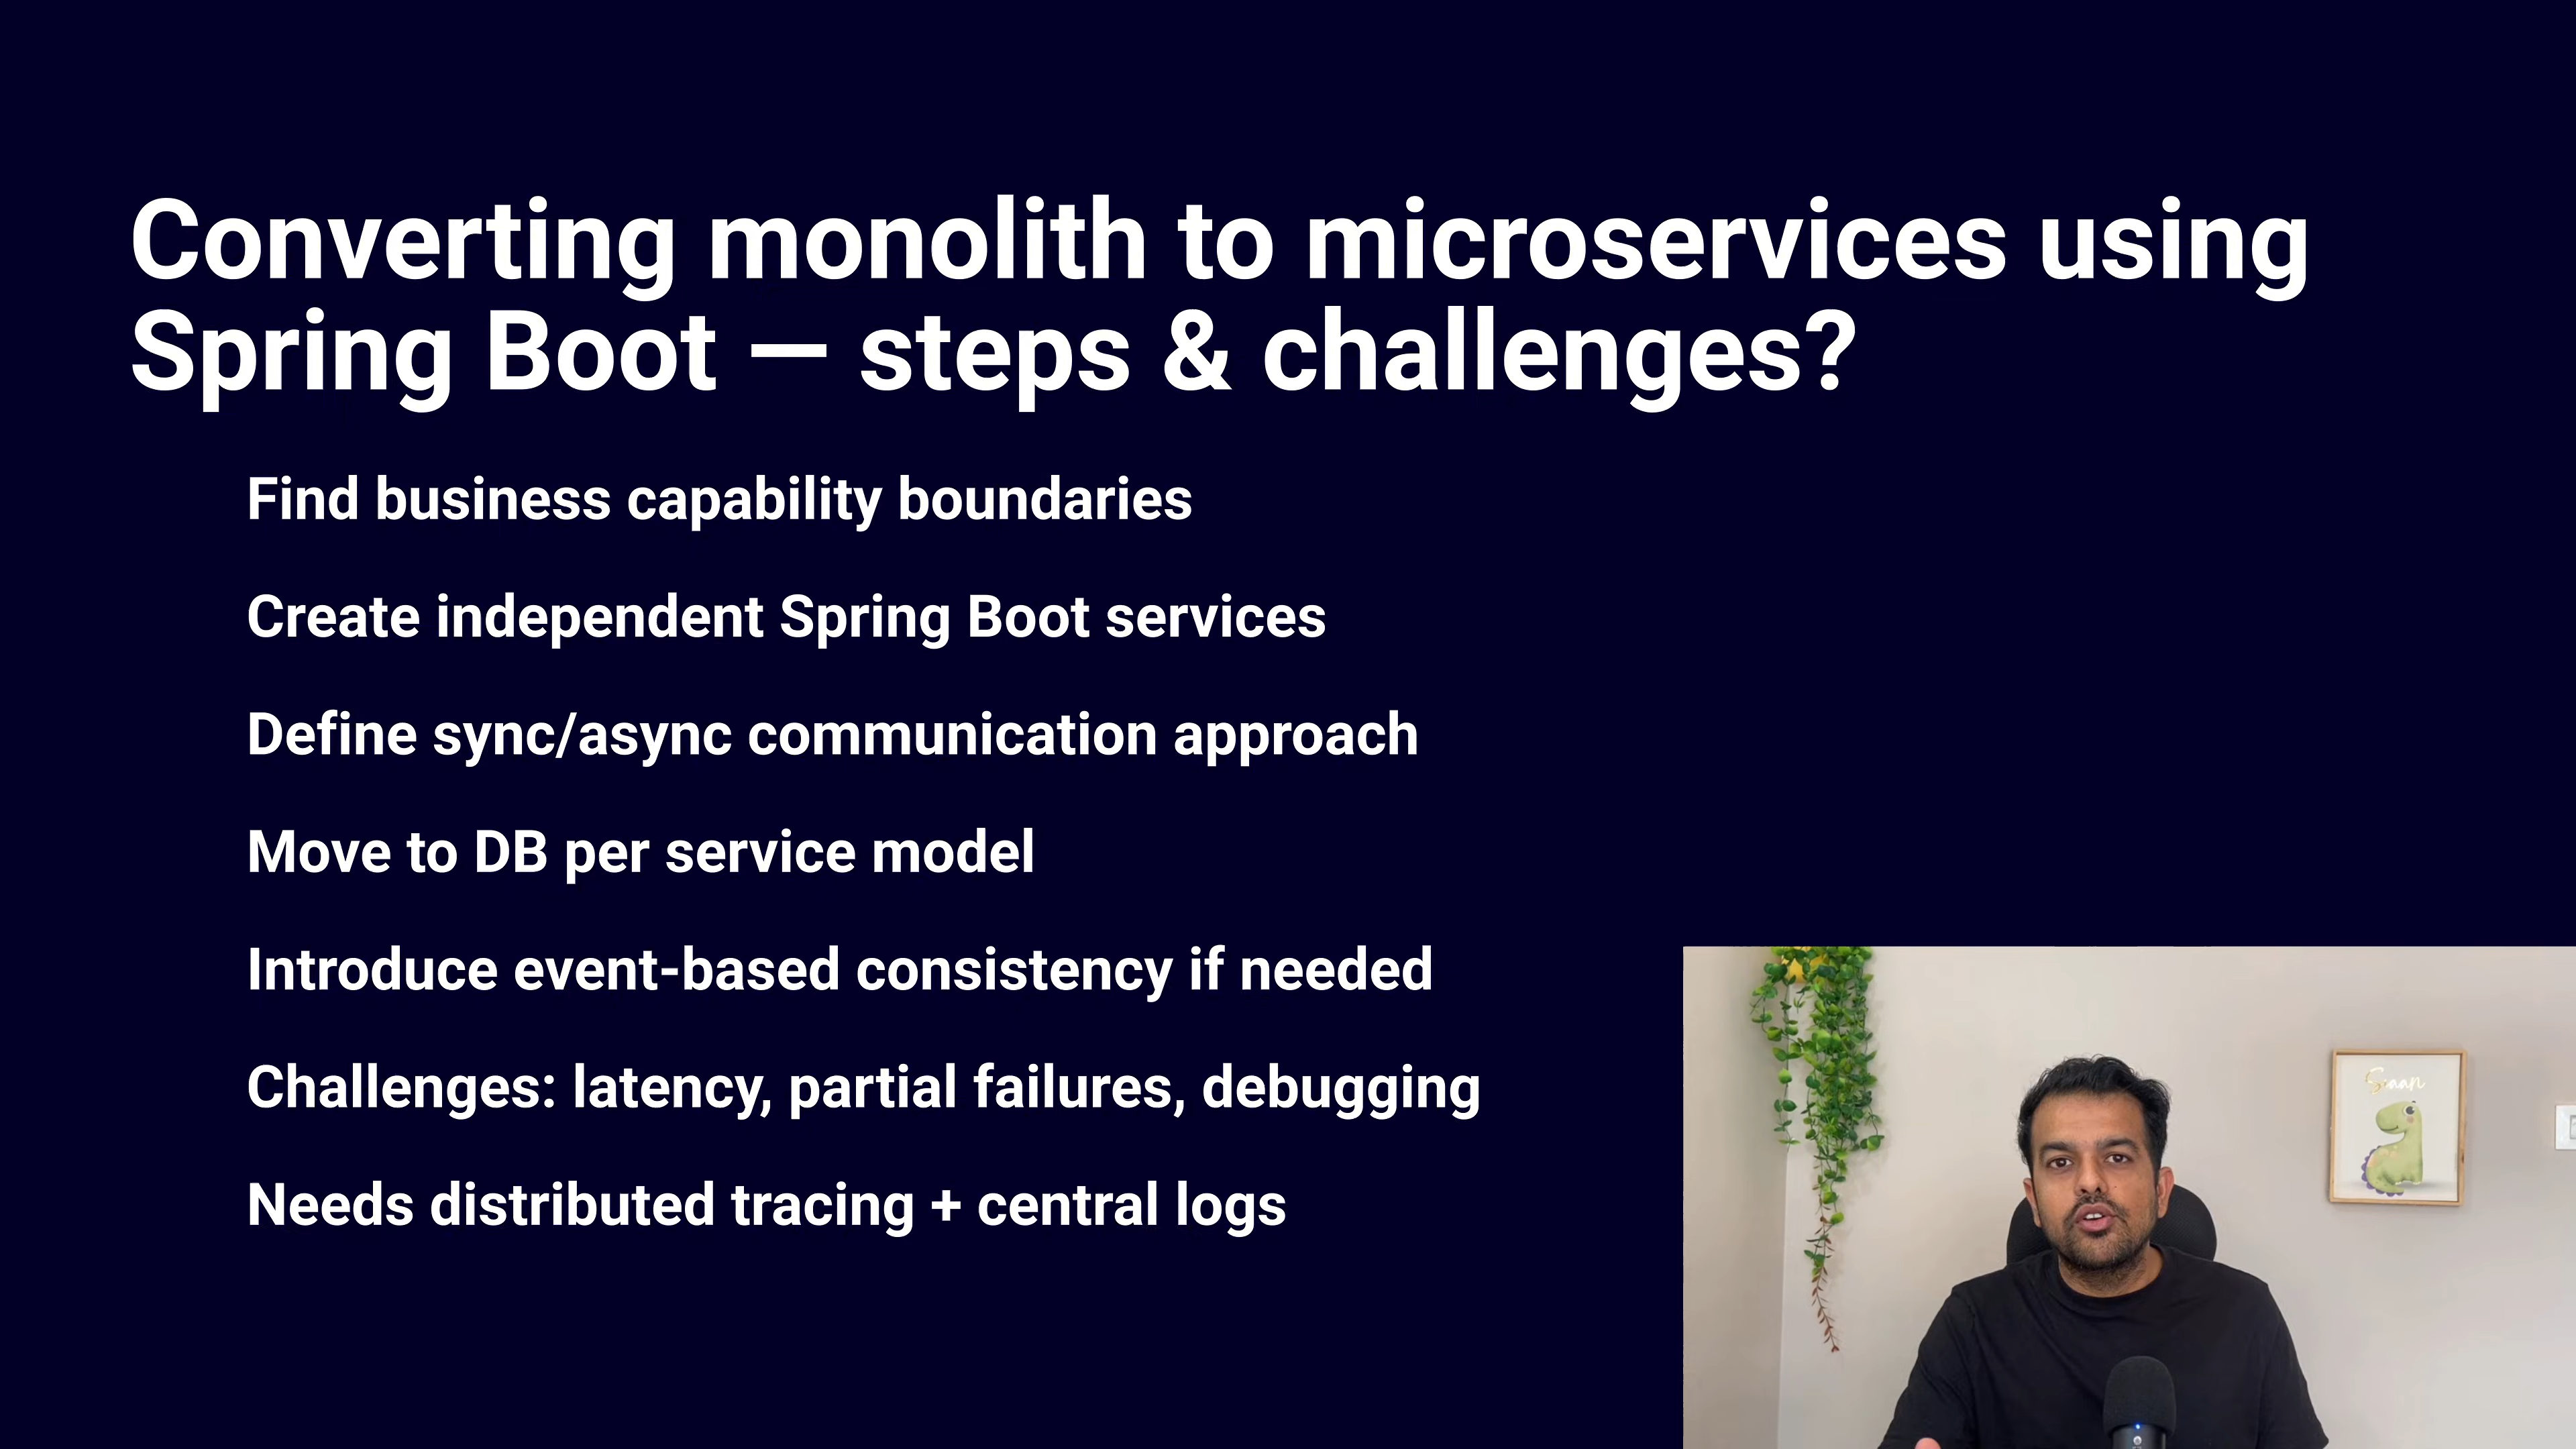 Converting monolith to microservices using
Spring Boot — steps & challenges?
Find business capability boundaries
Create independent Spring Boot services
Define sync/async communication approach
Move to DB per service model
Introduce event-based consistency if needed
Challenges: latency, partial failures, debugging
Needs distributed tracing + central logs